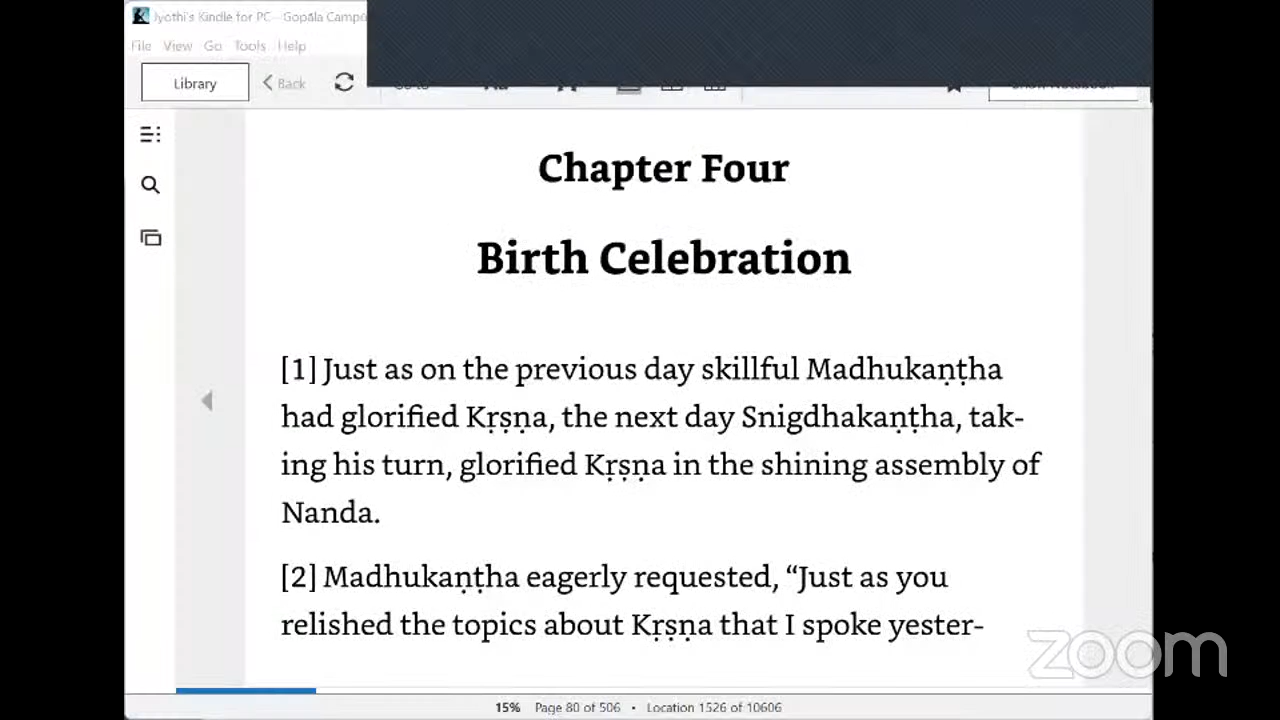 Jyothi's Kindle for PC - Gopāla Campū
File View Go Tools Help
Library Back
Chapter Four
Birth Celebration
[1] Just as on the previous day skillful Madhukaṇṭha
had glorified Kṛṣṇa, the next day Snigdhakaṇṭha, tak-
ing his turn, glorified Kṛṣṇa in the shining assembly of
Nanda.
[2] Madhukaṇṭha eagerly requested, “Just as you
relished the topics about Kṛṣṇa that I spoke yester-
zoom
15% Page 80 of 506 • Location 1526 of 10606